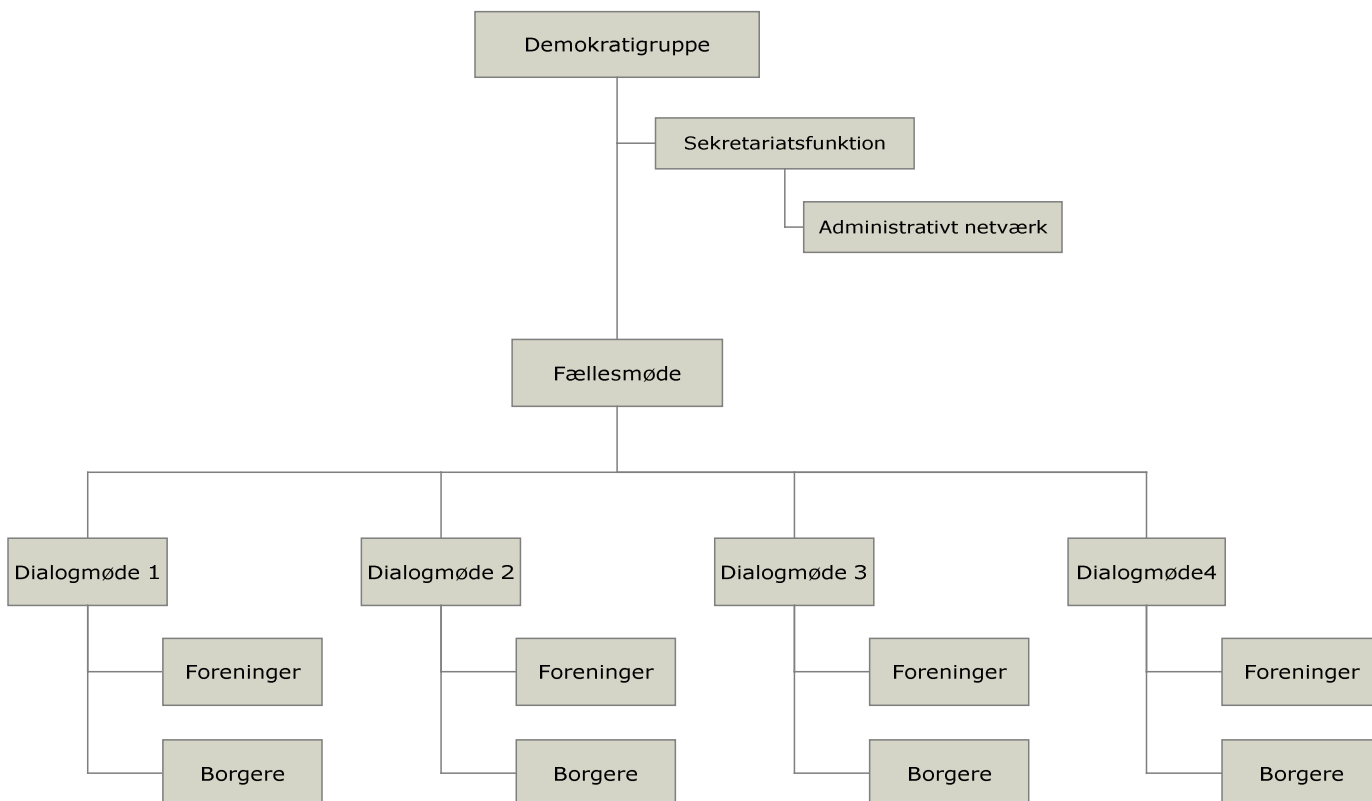 Demokratigruppe
Sekretariatsfunktion
Administrativt netværk
Fællesmøde
Dialogmøde 1
Dialogmøde 2
Dialogmøde 3
Dialogmøde4
Foreninger
Foreninger
Foreninger
Foreninger
Borgere
Borgere
Borgere
Borgere